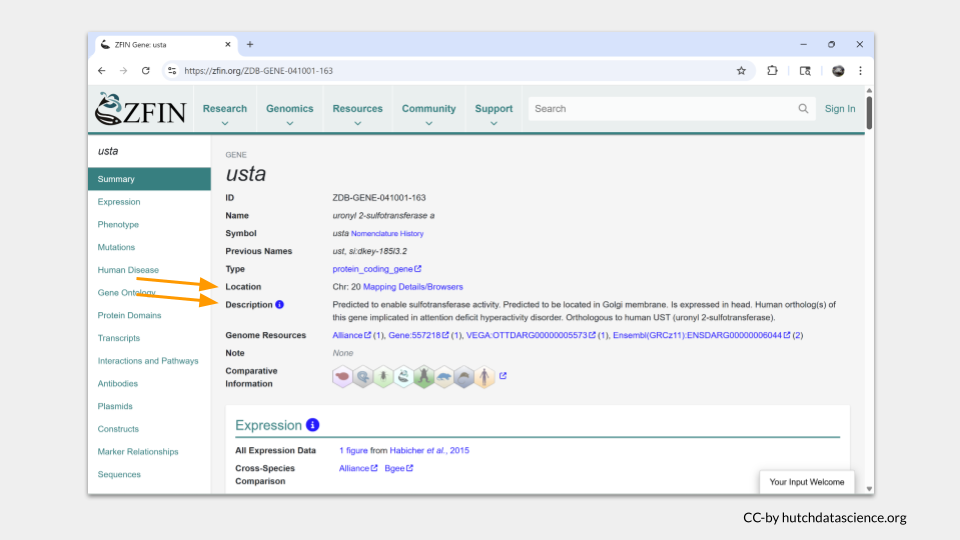 ZFIN Gene: usta
https://zfin.org/ZDB-GENE-041001-163
ZFIN
Research Genomics Resources Community Support Search Sign In
usta
Summary
Expression
Phenotype
Mutations
Human Disease
Gene Ontology
Protein Domains
Transcripts
Interactions and Pathways
Antibodies
Plasmids
Constructs
Marker Relationships
Sequences
GENE
usta
ID ZDB-GENE-041001-163
Name uronyl 2-sulfotransferase a
Symbol usta Nomenclature History
Previous Names ust, si:dkey-185l3.2
Type protein_coding_gene
Location Chr: 20 Mapping Details/Browsers
Description Predicted to enable sulfotransferase activity. Predicted to be located in Golgi membrane. Is expressed in head. Human ortholog(s) of
this gene implicated in attention deficit hyperactivity disorder. Orthologous to human UST (uronyl 2-sulfotransferase).
Genome Resources Alliance (1), Gene:557218 (1), VEGA:OTTDARG00000005573 (1), Ensembl(GRCz11):ENSDARG00000006044 (2)
Note None
Comparative
Information
Expression
All Expression Data 1 figure from Habicher et al., 2015
Cross-Species Alliance Bgee
Comparison
Your Input Welcome
CC-by hutchdatascience.org